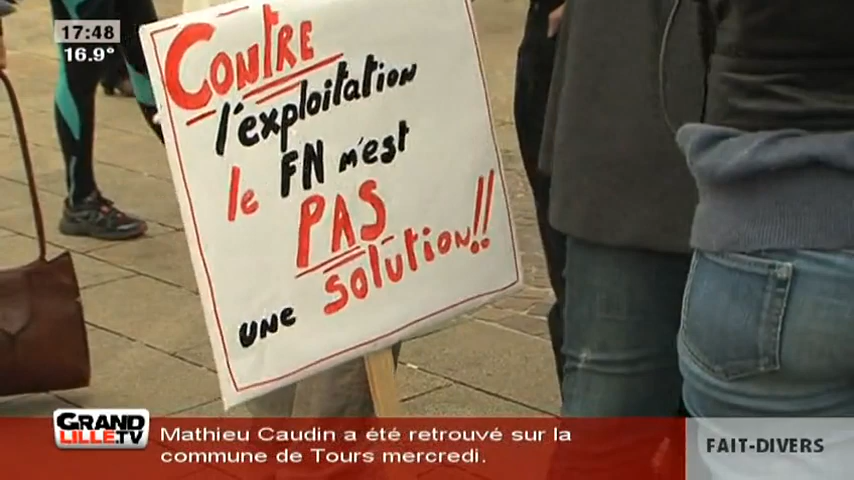 17:48
16.9°
CONTRE
l'exploitation
le FN n'est
PAS
une solution!!
GRAND
LILLE.TV
Mathieu Caudin a été retrouvé sur la
commune de Tours mercredi.
FAIT-DIVERS